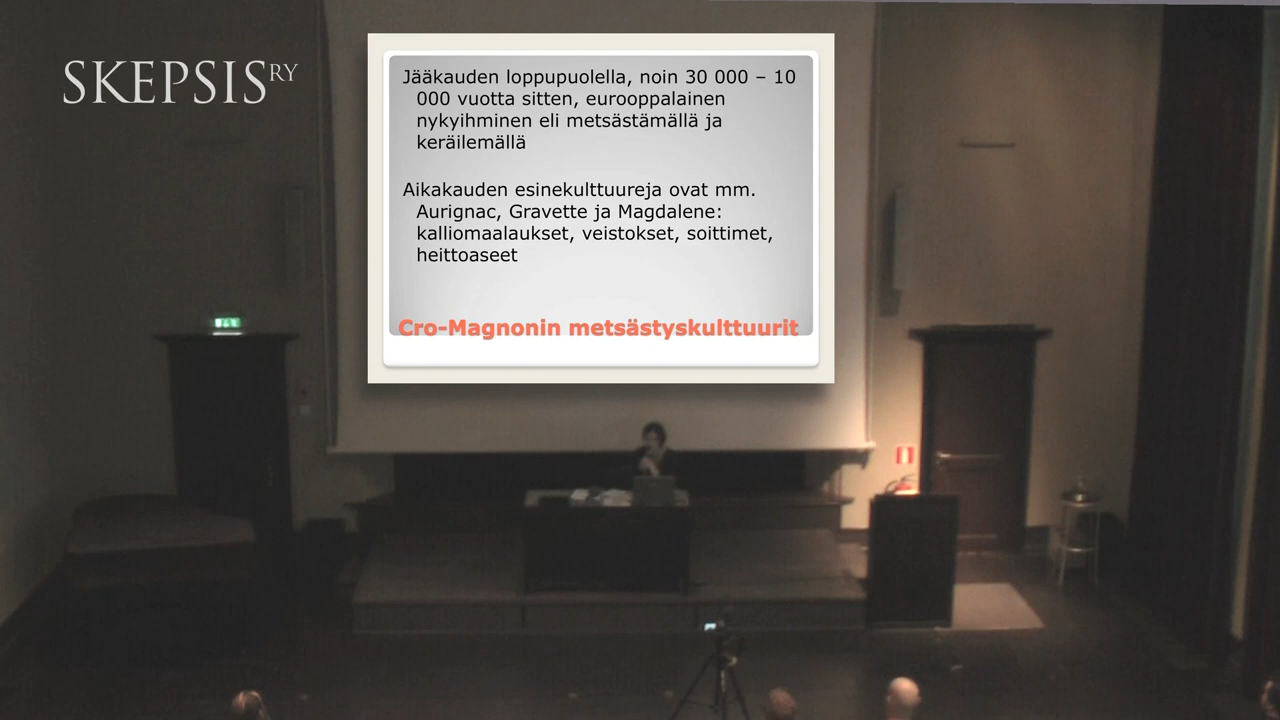 SKEPSIS RY
Jääkauden loppupuolella, noin 30 000 – 10
000 vuotta sitten, eurooppalainen
nykyihminen eli metsästämällä ja
keräilemällä
Aikakauden esinekulttuureja ovat mm.
Aurignac, Gravette ja Magdalene:
kalliomaalaukset, veistokset, soittimet,
heittoaseet
Cro-Magnonin metsästyskulttuurit